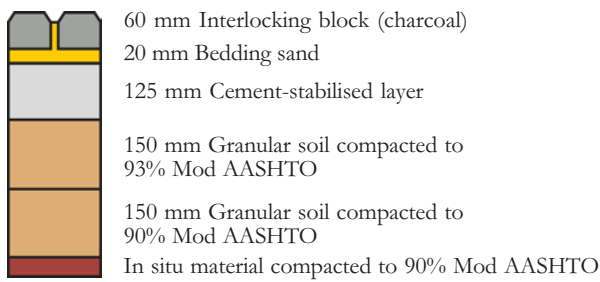 60 mm Interlocking block (charcoal)
20 mm Bedding sand
125 mm Cement-stabilised layer
150 mm Granular soil compacted to
93% Mod AASHTO
150 mm Granular soil compacted to
90% Mod AASHTO
In situ material compacted to 90% Mod AASHTO